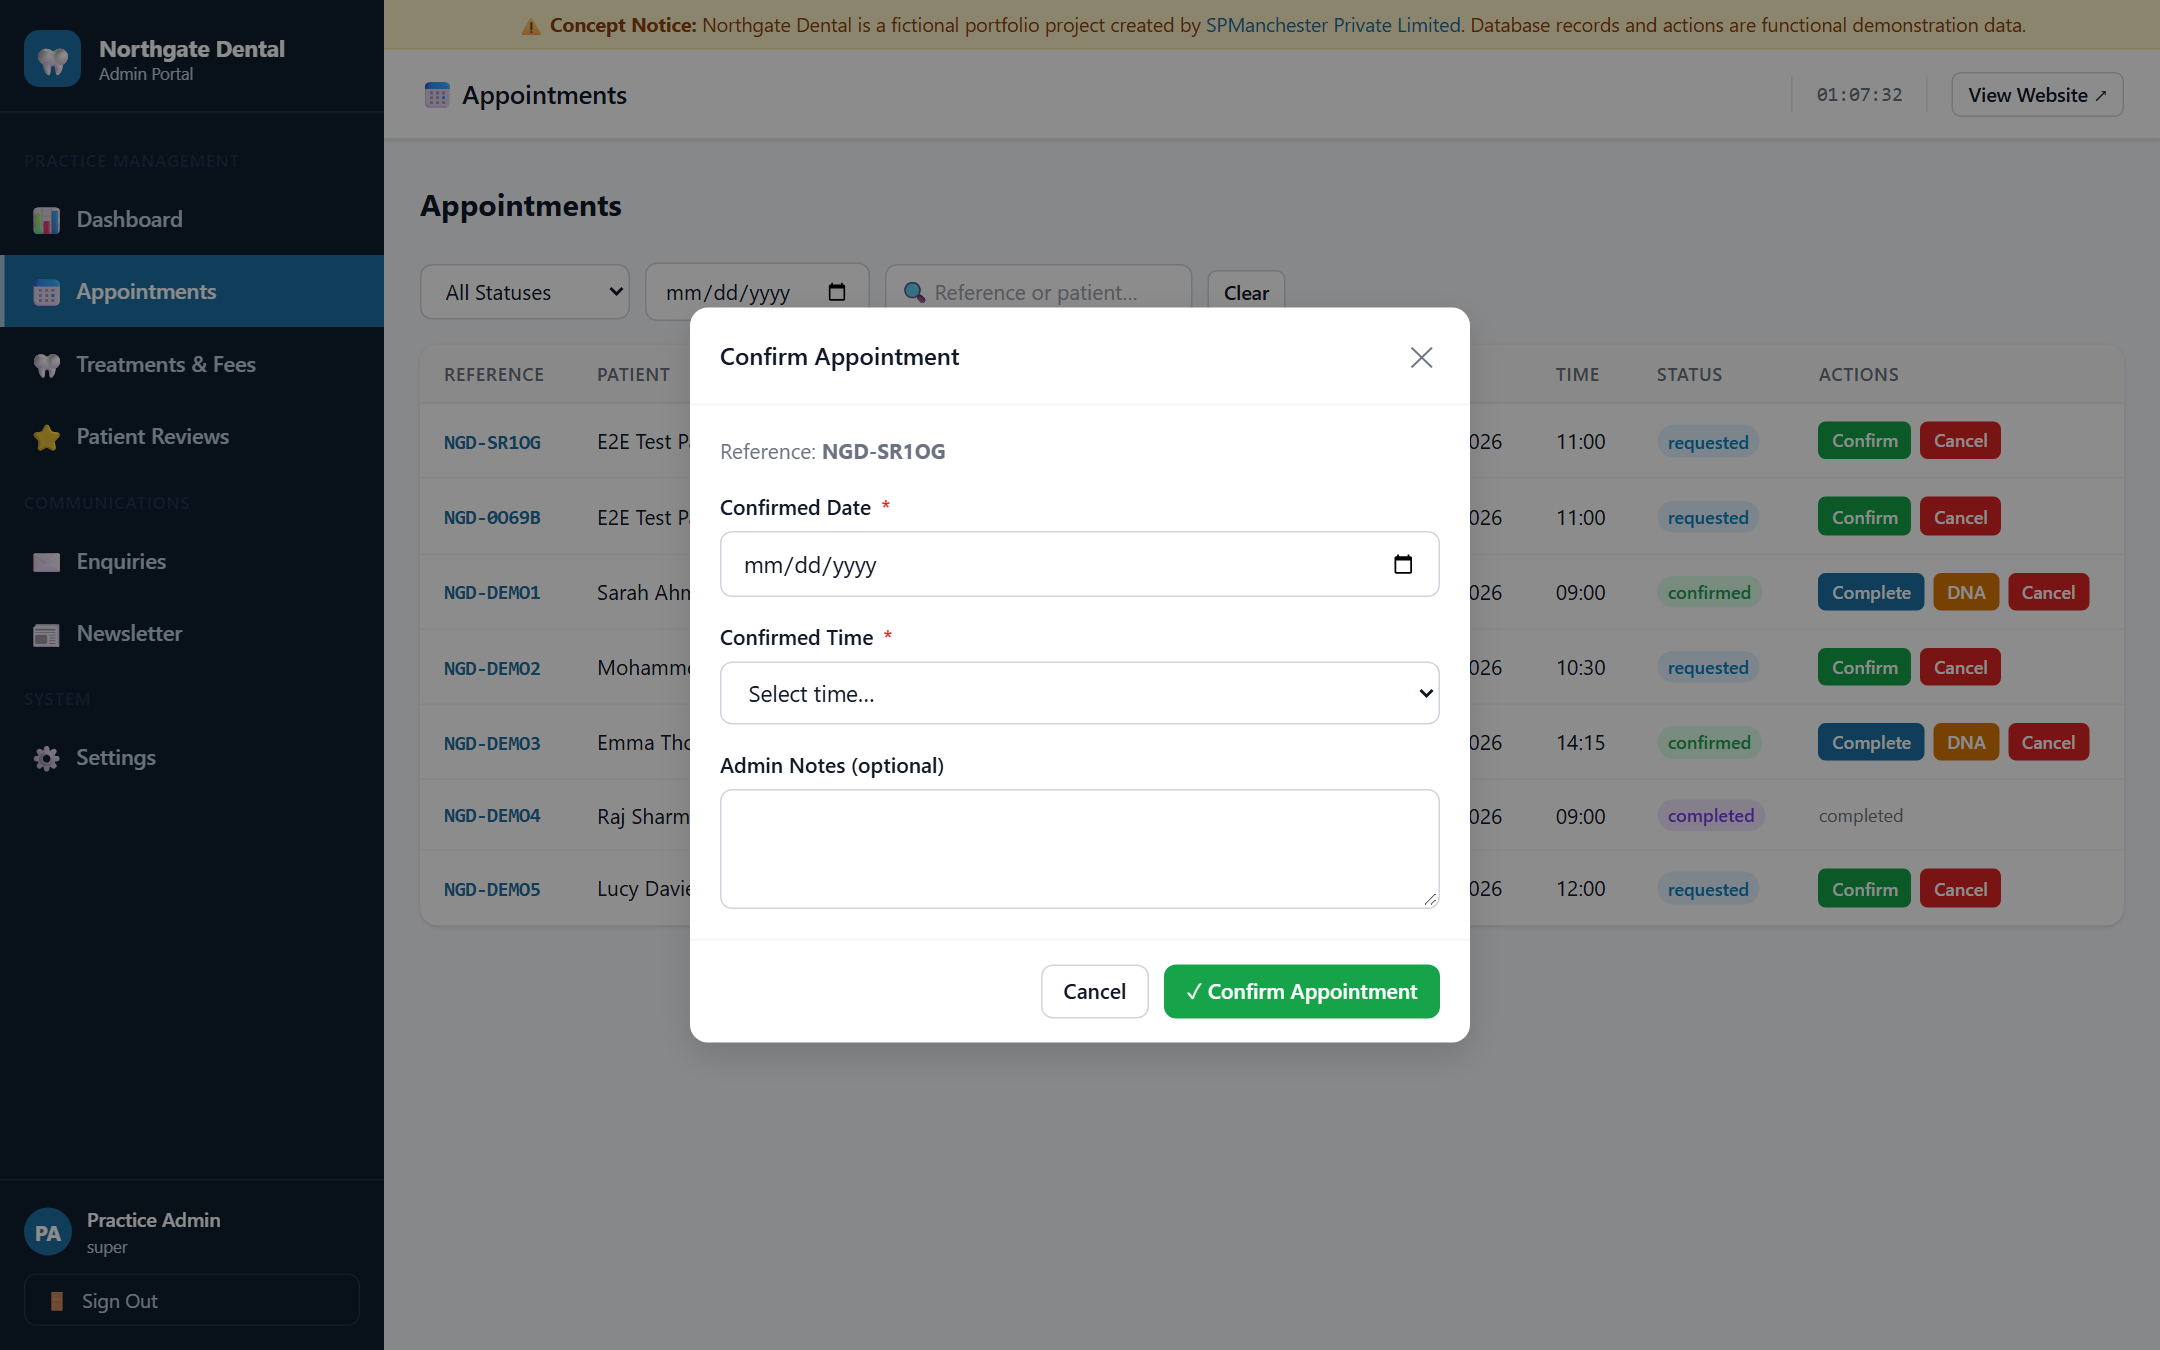 Northgate Dental
Admin Portal
PRACTICE MANAGEMENT
Dashboard
Appointments
Treatments & Fees
Patient Reviews
COMMUNICATIONS
Enquiries
Newsletter
SYSTEM
Settings
PA
Practice Admin
super
Sign Out
Concept Notice: Northgate Dental is a fictional portfolio project created by SPManchester Private Limited. Database records and actions are functional demonstration data.
Appointments
01:07:32
View Website ↗
Appointments
All Statuses
mm/dd/yyyy
Reference or patient...
Clear
REFERENCE PATIENT TIME STATUS ACTIONS
NGD-SR1OG E2E Test 026 11:00 requested Confirm Cancel
NGD-0O69B E2E Test 026 11:00 requested Confirm Cancel
NGD-DEMO1 Sarah 026 09:00 confirmed Complete DNA Cancel
NGD-DEMO2 026 10:30 requested Confirm Cancel
NGD-DEMO3 Emma 026 14:15 confirmed Complete DNA Cancel
NGD-DEMO4 Raj 026 09:00 completed completed
NGD-DEMO5 Lucy 026 12:00 requested Confirm Cancel
Confirm Appointment
Reference: NGD-SR1OG
Confirmed Date *
mm/dd/yyyy
Confirmed Time *
Select time...
Admin Notes (optional)
Cancel
✓ Confirm Appointment